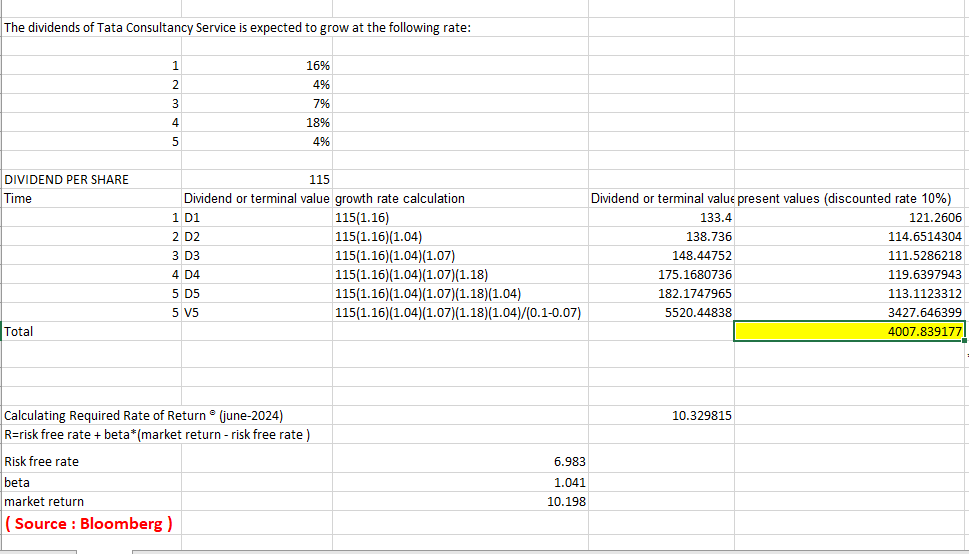 The dividends of Tata Consultancy Service is expected to grow at the following rate:
1 16%
2 4%
3 7%
4 18%
5 4%
DIVIDEND PER SHARE 115
Time Dividend or terminal value growth rate calculation Dividend or terminal value present values (discounted rate 10%)
1 D1 115(1.16) 133.4 121.2606
2 D2 115(1.16)(1.04) 138.736 114.6514304
3 D3 115(1.16)(1.04)(1.07) 148.44752 111.5286218
4 D4 115(1.16)(1.04)(1.07)(1.18) 175.1680736 119.6397943
5 D5 115(1.16)(1.04)(1.07)(1.18)(1.04) 182.1747965 113.1123312
5 V5 115(1.16)(1.04)(1.07)(1.18)(1.04)/(0.1-0.07) 5520.44838 3427.646399
Total 4007.839177
Calculating Required Rate of Return ® (june-2024) 10.329815
R=risk free rate + beta*(market return - risk free rate )
Risk free rate 6.983
beta 1.041
market return 10.198
( Source : Bloomberg )